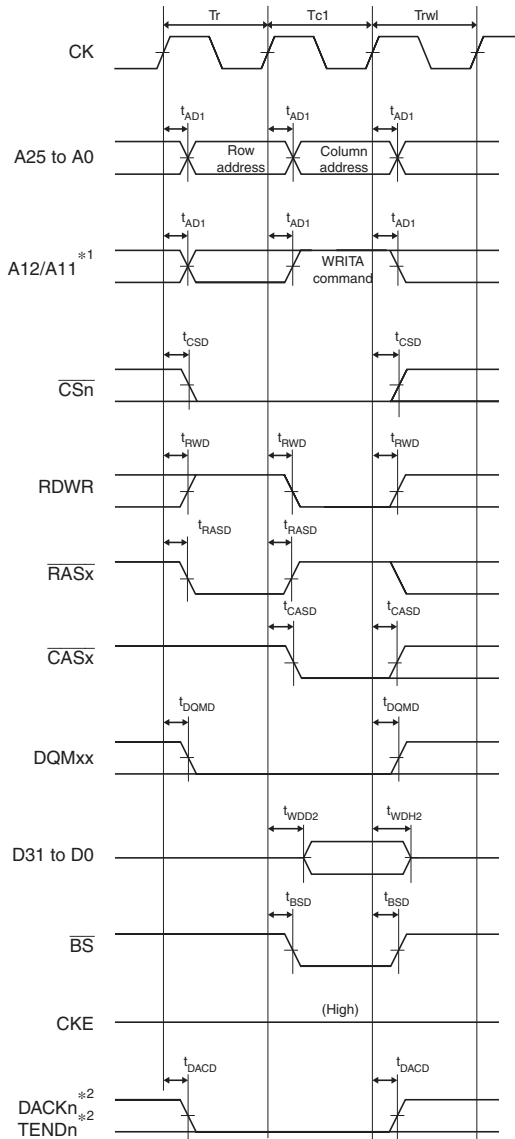 Tr Tc1 Trwl
CK
tAD1 tAD1 tAD1
A25 to A0
Row address
Column address
tAD1 tAD1 tAD1
A12/A11*1
WRITA command
tCSD tCSD
CSn
tRWD tRWD tRWD
RDWR
tRASD tRASD
RASx
tCASD tCASD
CASx
tDQMD tDQMD
DQMxx
tWDD2 tWDH2
D31 to D0
tBSD tBSD
BS
(High)
CKE
tDACD tDACD
DACKn*2
TENDn*2